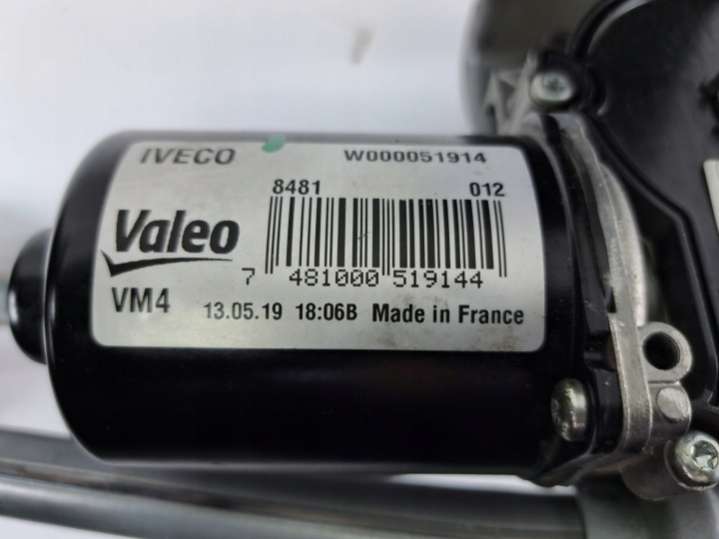 IVECO W000051914
8481 012
Valeo
7 481000 519144
VM4 13.05.19 18:06B Made in France